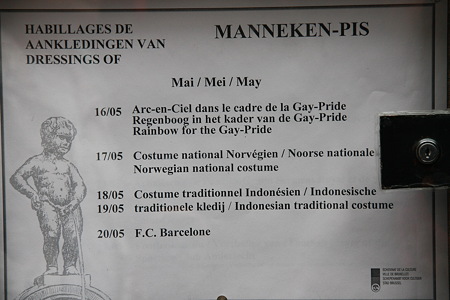 HABILLAGES DE
AANKLEDINGEN VAN
DRESSINGS OF
MANNEKEN-PIS
Mai / Mei / May
16/05 Arc-en-Ciel dans le cadre de la Gay-Pride
Regenboog in het kader van de Gay-Pride
Rainbow for the Gay-Pride
17/05 Costume national Norvégien / Noorse nationale
Norwegian national costume
18/05 Costume traditionnel Indonésien / Indonesische
19/05 traditionele kledij / Indonesian traditional costume
20/05 F.C. Barcelone